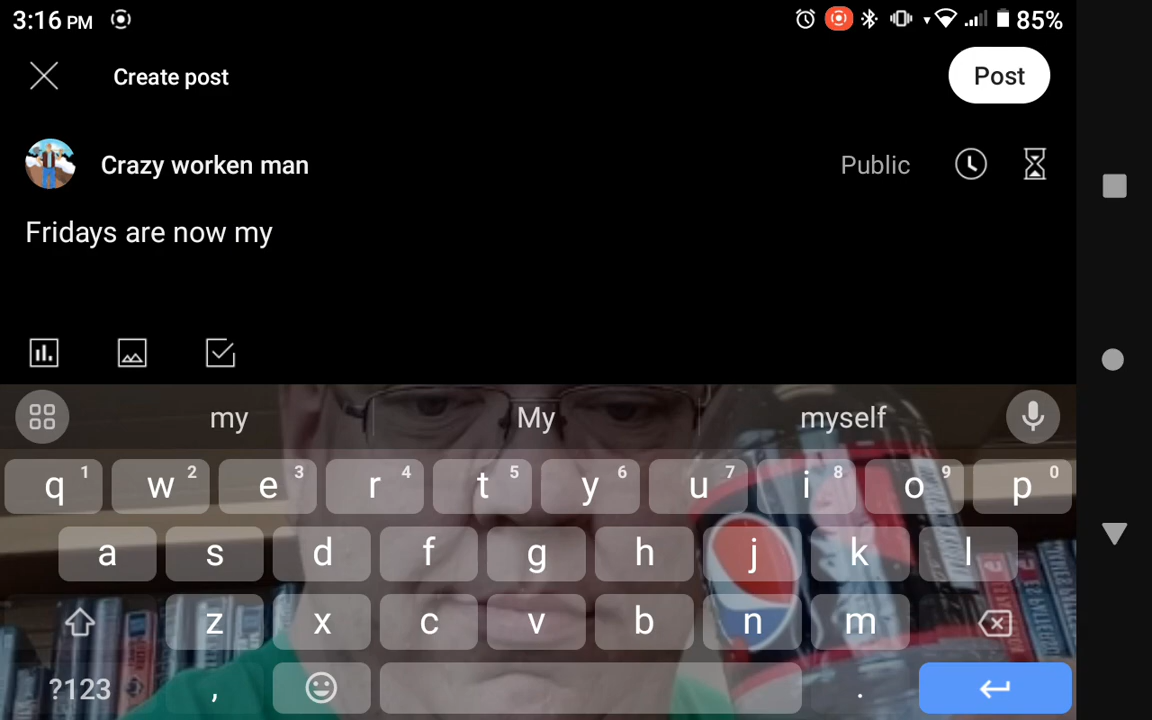 3:16 PM 85%
Create post Post
Crazy worken man Public
Fridays are now my
my My myself
q 1 w 2 e 3 r 4 t 5 y 6 u 7 i 8 o 9 p 0
a s d f g h j k l
z x c v b n m
?123 , .